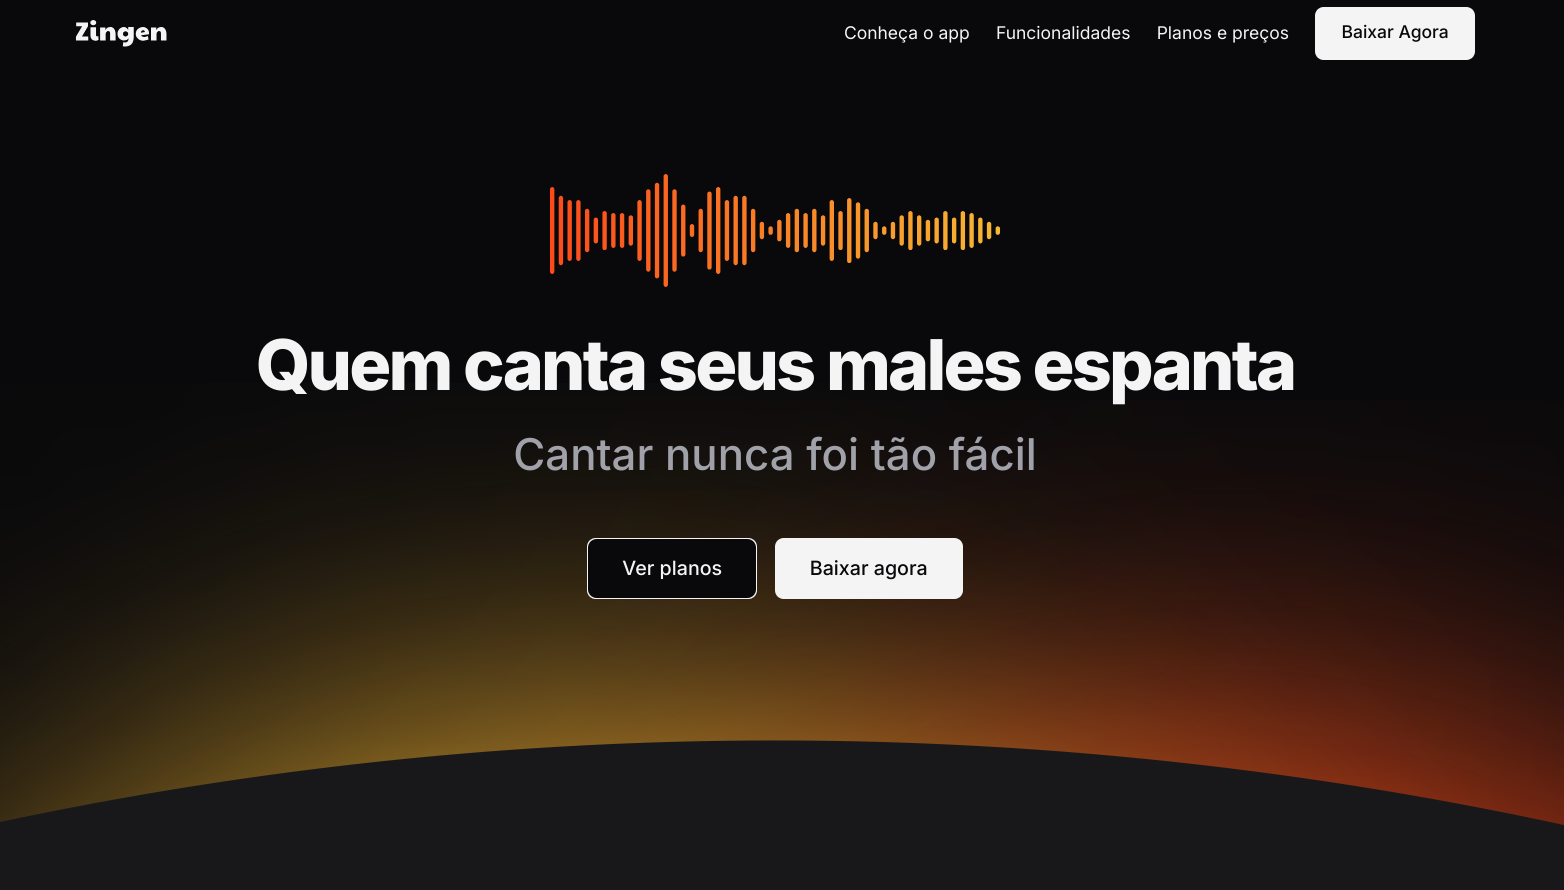 Zingen
Conheça o app
Funcionalidades
Planos e preços
Baixar Agora
Quem canta seus males espanta
Cantar nunca foi tão fácil
Ver planos
Baixar agora